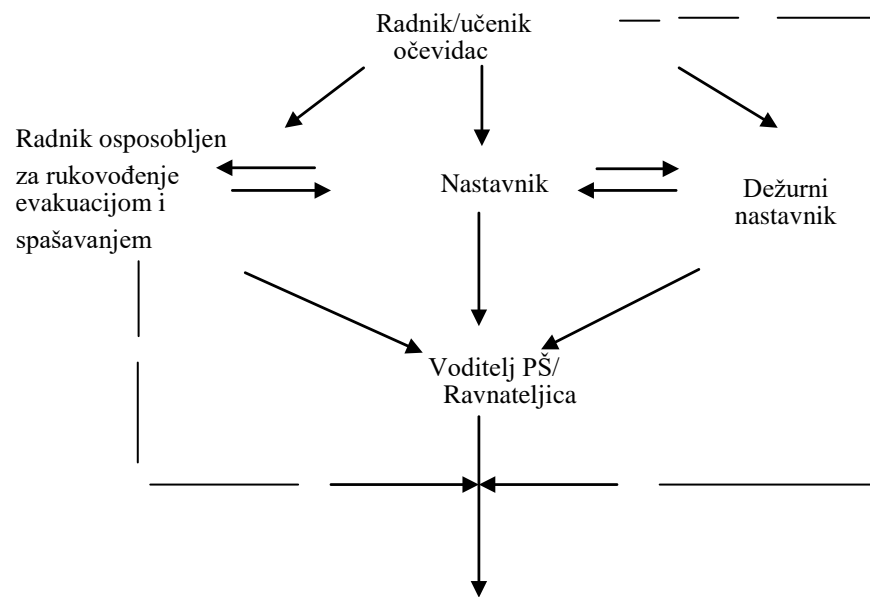 Radnik/učenik
očevidac
Radnik osposobljen
za rukovođenje
evakuacijom i
spašavanjem
Nastavnik
Dežurni
nastavnik
Voditelj PŠ/
Ravnateljica